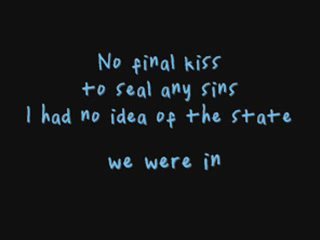 No final kiss
to seal any sins
I had no idea of the state
we were in